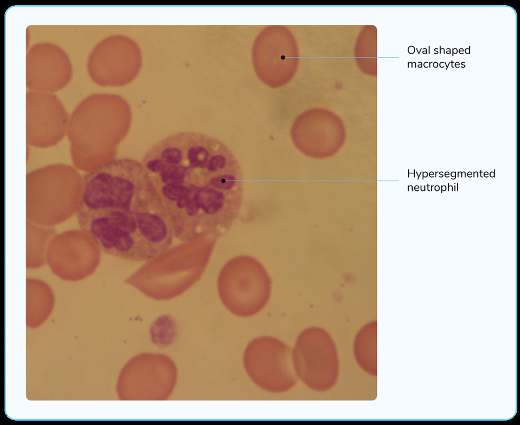 Oval shaped
macrocytes
Hypersegmented
neutrophil